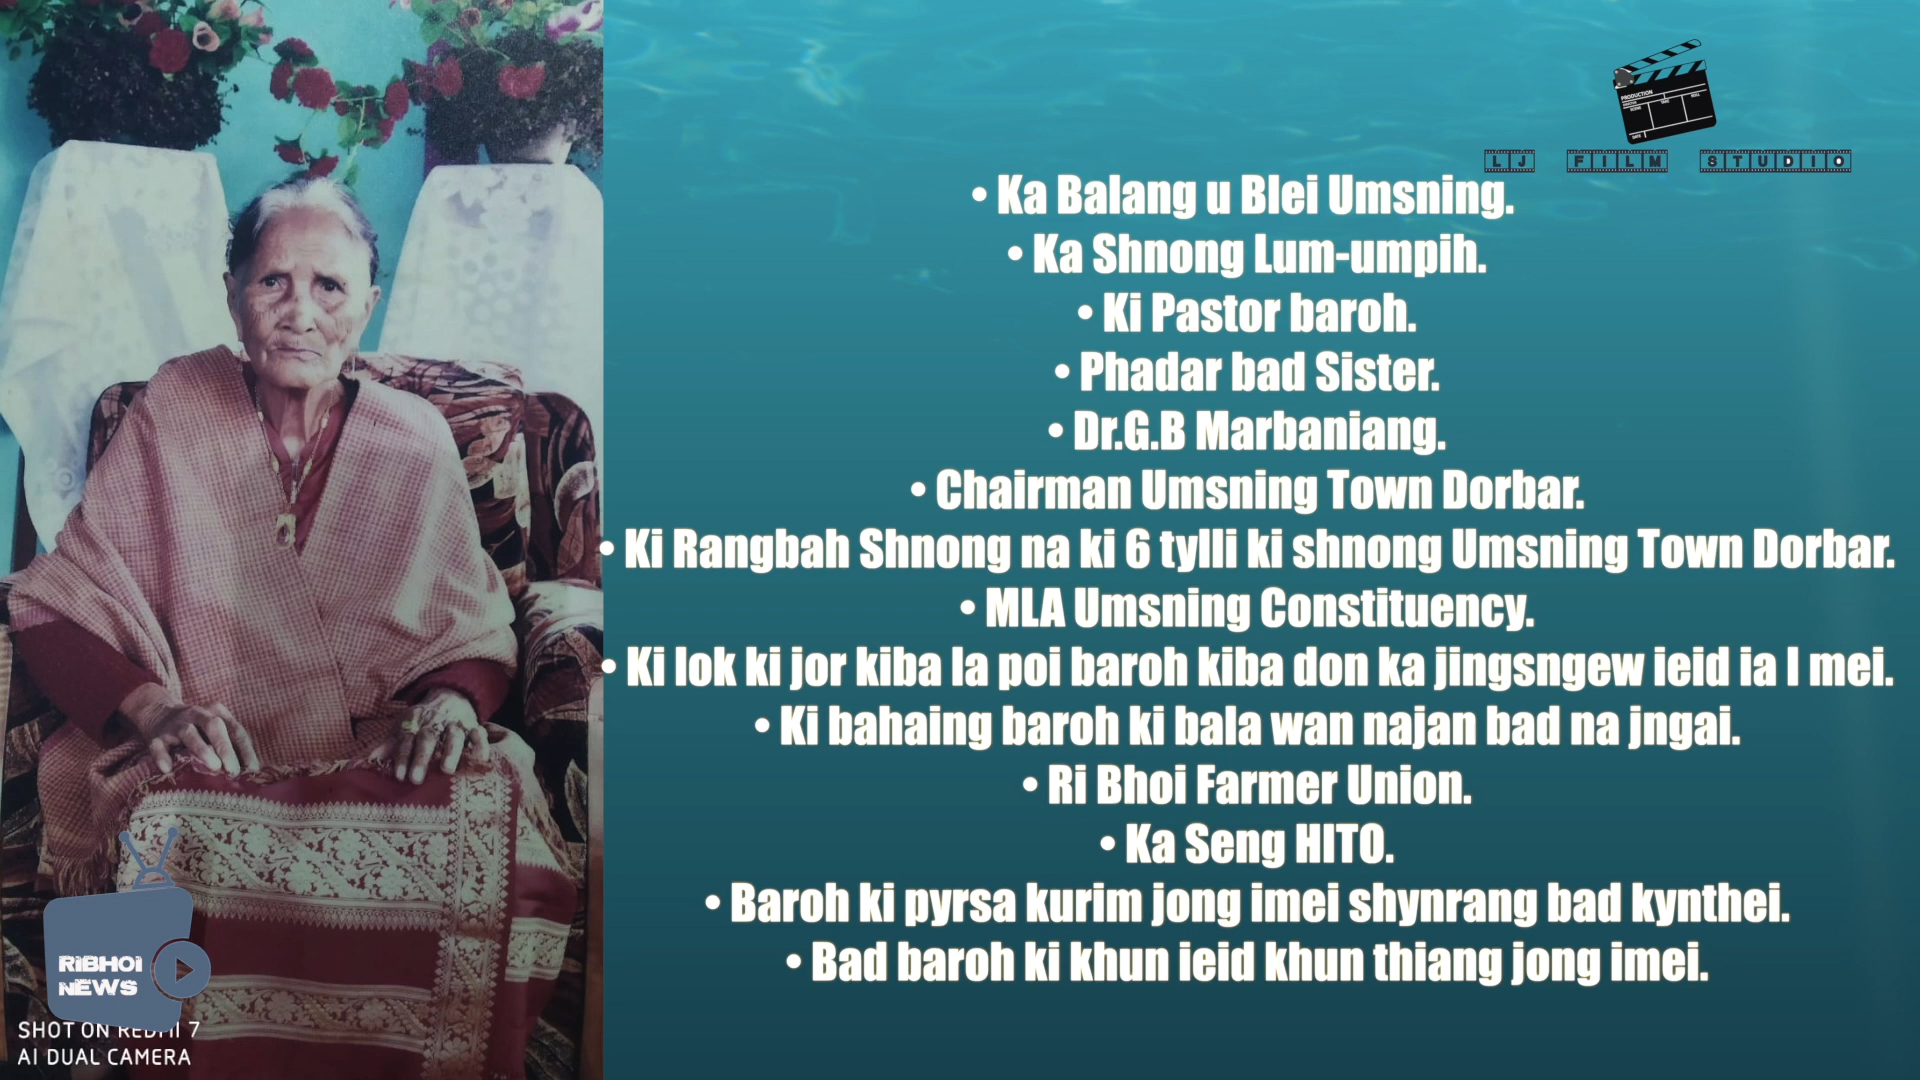 LJ FILM STUDIO
PRODUCTION
• Ka Balang u Blei Umsning.
• Ka Shnong Lum-umpih.
• Ki Pastor baroh.
• Phadar bad Sister.
• Dr.G.B Marbaniang.
• Chairman Umsning Town Dorbar.
• Ki Rangbah Shnong na ki 6 tylli ki shnong Umsning Town Dorbar.
• MLA Umsning Constituency.
• Ki lok ki jor kiba la poi baroh kiba don ka jingsngew ieid ia I mei.
• Ki bahaing baroh ki bala wan najan bad na jngai.
• Ri Bhoi Farmer Union.
• Ka Seng HITO.
• Baroh ki pyrsa kurim jong imei shynrang bad kynthei.
• Bad baroh ki khun ieid khun thiang jong imei.
RIBHOI
NEWS
SHOT ON REDMI 7
AI DUAL CAMERA